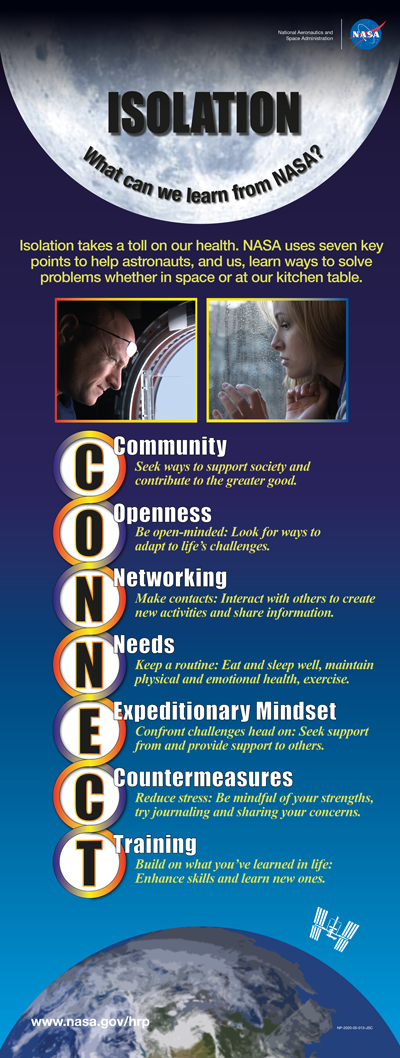 National Aeronautics and
Space Administration
NASA
ISOLATION
What can we learn from NASA?
Isolation takes a toll on our health. NASA uses seven key
points to help astronauts, and us, learn ways to solve
problems whether in space or at our kitchen table.
C
Community
Seek ways to support society and
contribute to the greater good.
O
Openness
Be open-minded: Look for ways to
adapt to life's challenges.
N
Networking
Make contacts: Interact with others to create
new activities and share information.
N
Needs
Keep a routine: Eat and sleep well, maintain
physical and emotional health, exercise.
E
Expeditionary Mindset
Confront challenges head on: Seek support
from and provide support to others.
C
Countermeasures
Reduce stress: Be mindful of your strengths,
try journaling and sharing your concerns.
T
Training
Build on what you've learned in life:
Enhance skills and learn new ones.
www.nasa.gov/hrp